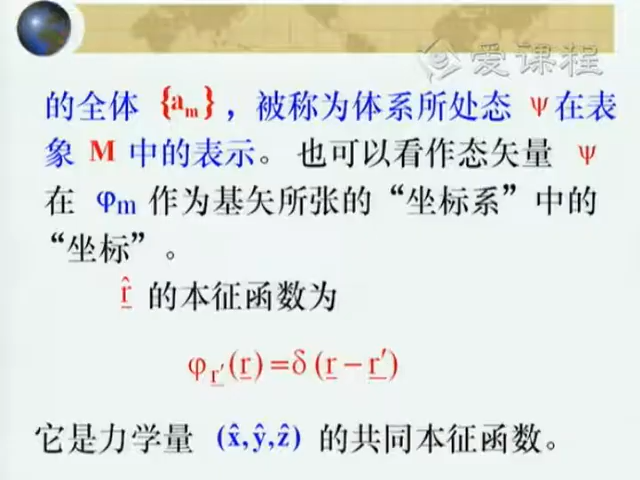 爱课程
的全体 {aₘ}，被称为体系所处态 ψ 在表
象 M 中的表示。也可以看作态矢量 ψ
在 φₘ 作为基矢所张的“坐标系”中的
“坐标”。
r̲̂ 的本征函数为
φ_r̲′(r̲)=δ(r̲−r̲′)
它是力学量 (x̂,ŷ,ẑ) 的共同本征函数。